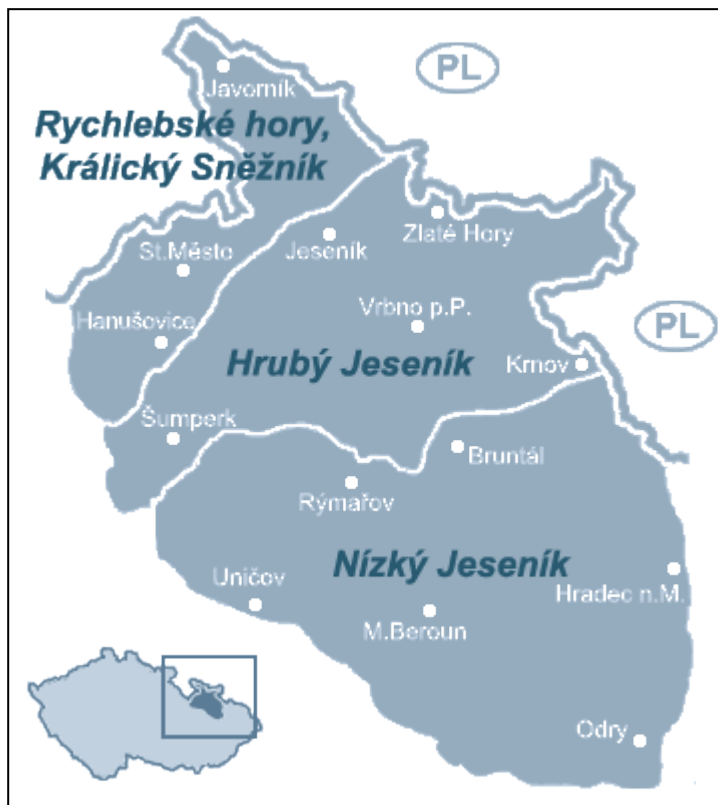 PL
Javorník
Rychlebské hory,
Králický Sněžník
Zlaté Hory
Jeseník
St.Město
Vrbno p.P.
Hanušovice
PL
Hrubý Jeseník
Krnov
Šumperk
Bruntál
Rýmařov
Nízký Jeseník
Uničov
Hradec n.M.
M.Beroun
Odry